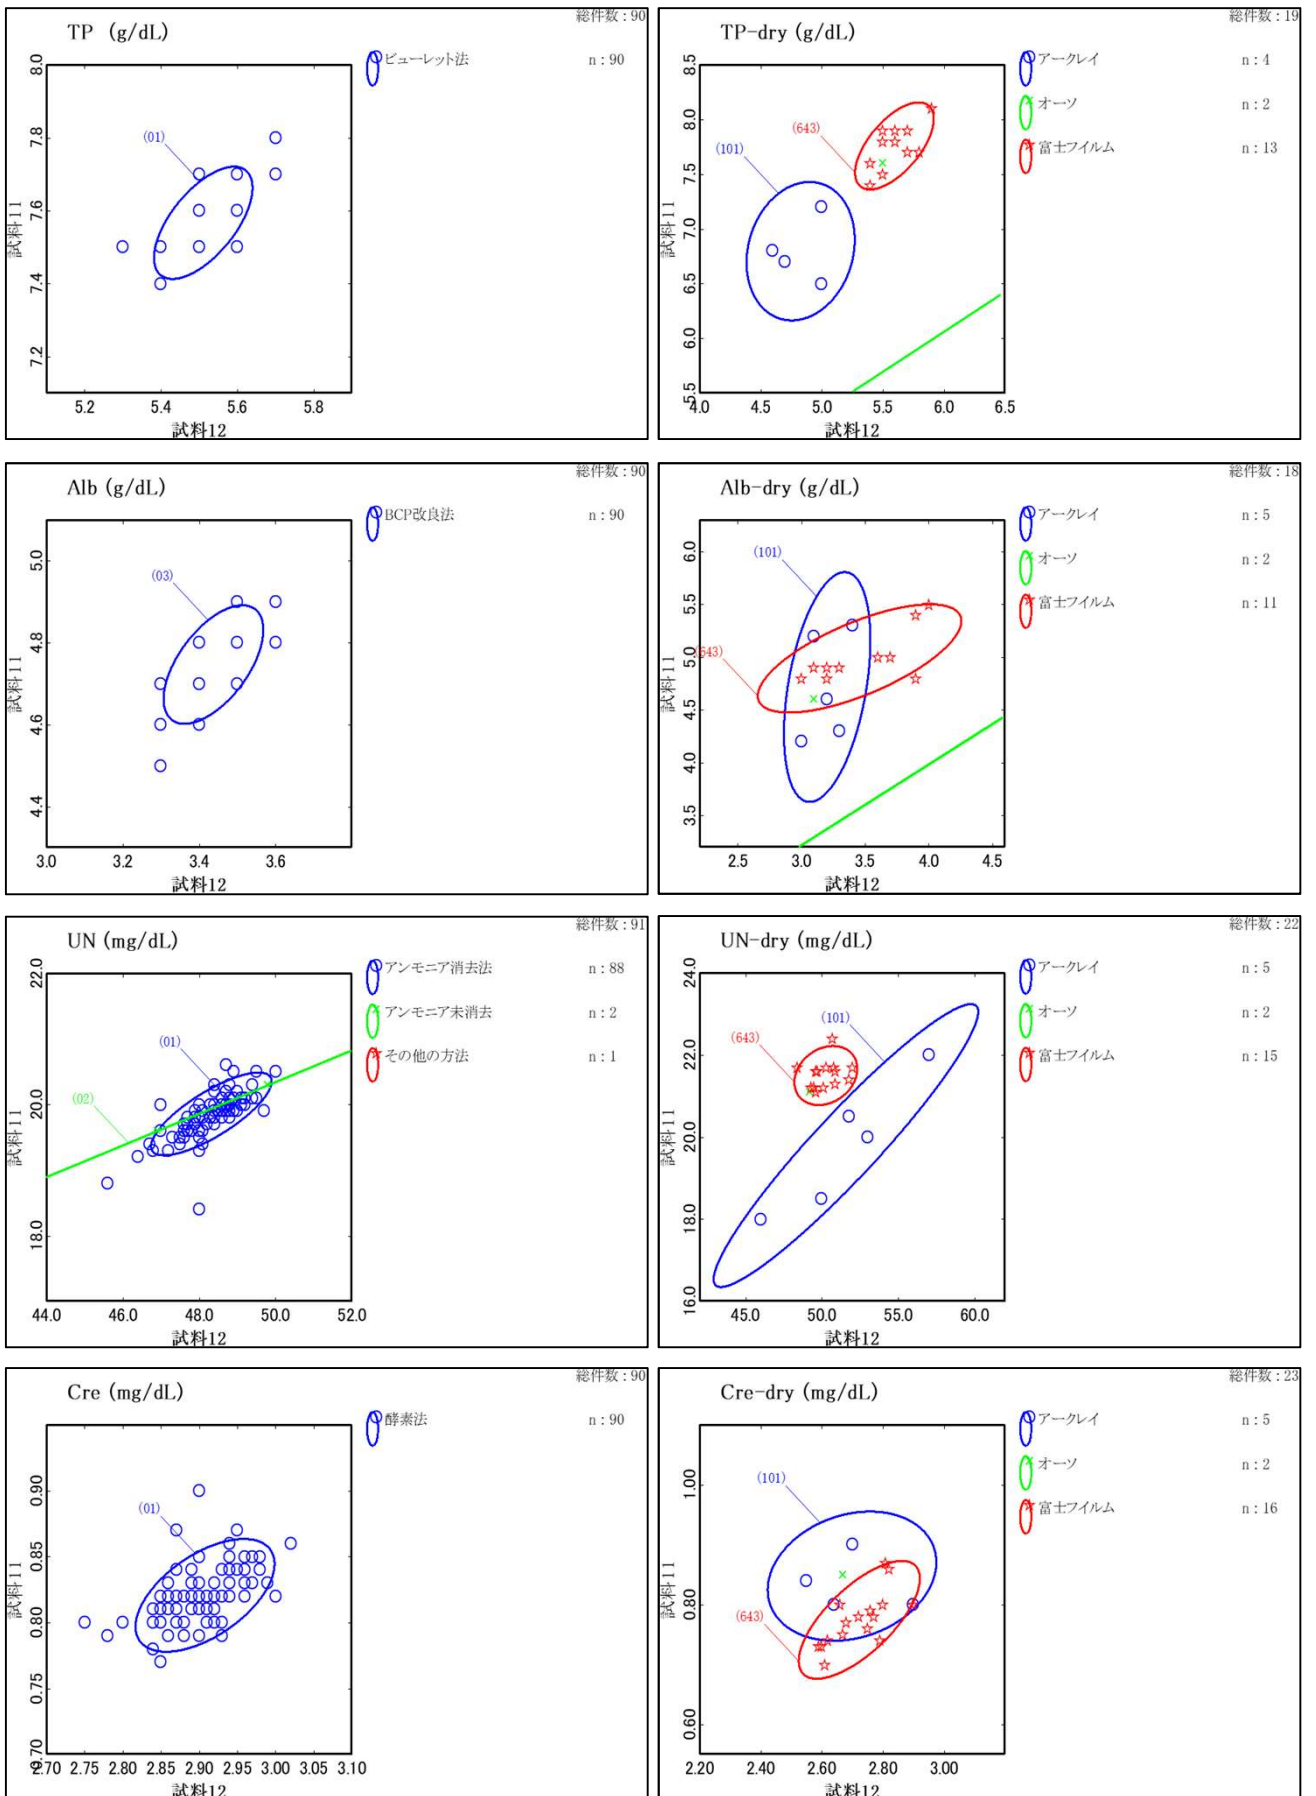 総件数：90
TP (g/dL)
ビューレット法 n：90
(01)
8.0
7.8
7.6
7.4
7.2
試料11
5.2 5.4 5.6 5.8
試料12
総件数：19
TP-dry (g/dL)
アークレイ n：4
オーソ n：2
富士フイルム n：13
(643)
(101)
8.5
8.0
7.5
7.0
6.5
6.0
5.5
試料11
4.0 4.5 5.0 5.5 6.0 6.5
試料12
総件数：90
Alb (g/dL)
BCP改良法 n：90
(03)
5.0
4.8
4.6
4.4
試料11
3.0 3.2 3.4 3.6
試料12
総件数：18
Alb-dry (g/dL)
アークレイ n：5
オーソ n：2
富士フイルム n：11
(101)
(643)
6.0
5.5
5.0
4.5
4.0
3.5
試料11
2.5 3.0 3.5 4.0 4.5
試料12
総件数：91
UN (mg/dL)
アンモニア消去法 n：88
アンモニア未消去 n：2
その他の方法 n：1
(01)
(02)
22.0
20.0
18.0
試料11
44.0 46.0 48.0 50.0 52.0
試料12
総件数：22
UN-dry (mg/dL)
アークレイ n：5
オーソ n：2
富士フイルム n：15
(101)
(643)
24.0
22.0
20.0
18.0
16.0
試料11
45.0 50.0 55.0 60.0
試料12
総件数：90
Cre (mg/dL)
酵素法 n：90
(01)
0.90
0.85
0.80
0.75
0.70
試料11
2.70 2.75 2.80 2.85 2.90 2.95 3.00 3.05 3.10
試料12
総件数：23
Cre-dry (mg/dL)
アークレイ n：5
オーソ n：2
富士フイルム n：16
(101)
(643)
1.00
0.80
0.60
試料11
2.20 2.40 2.60 2.80 3.00
試料12